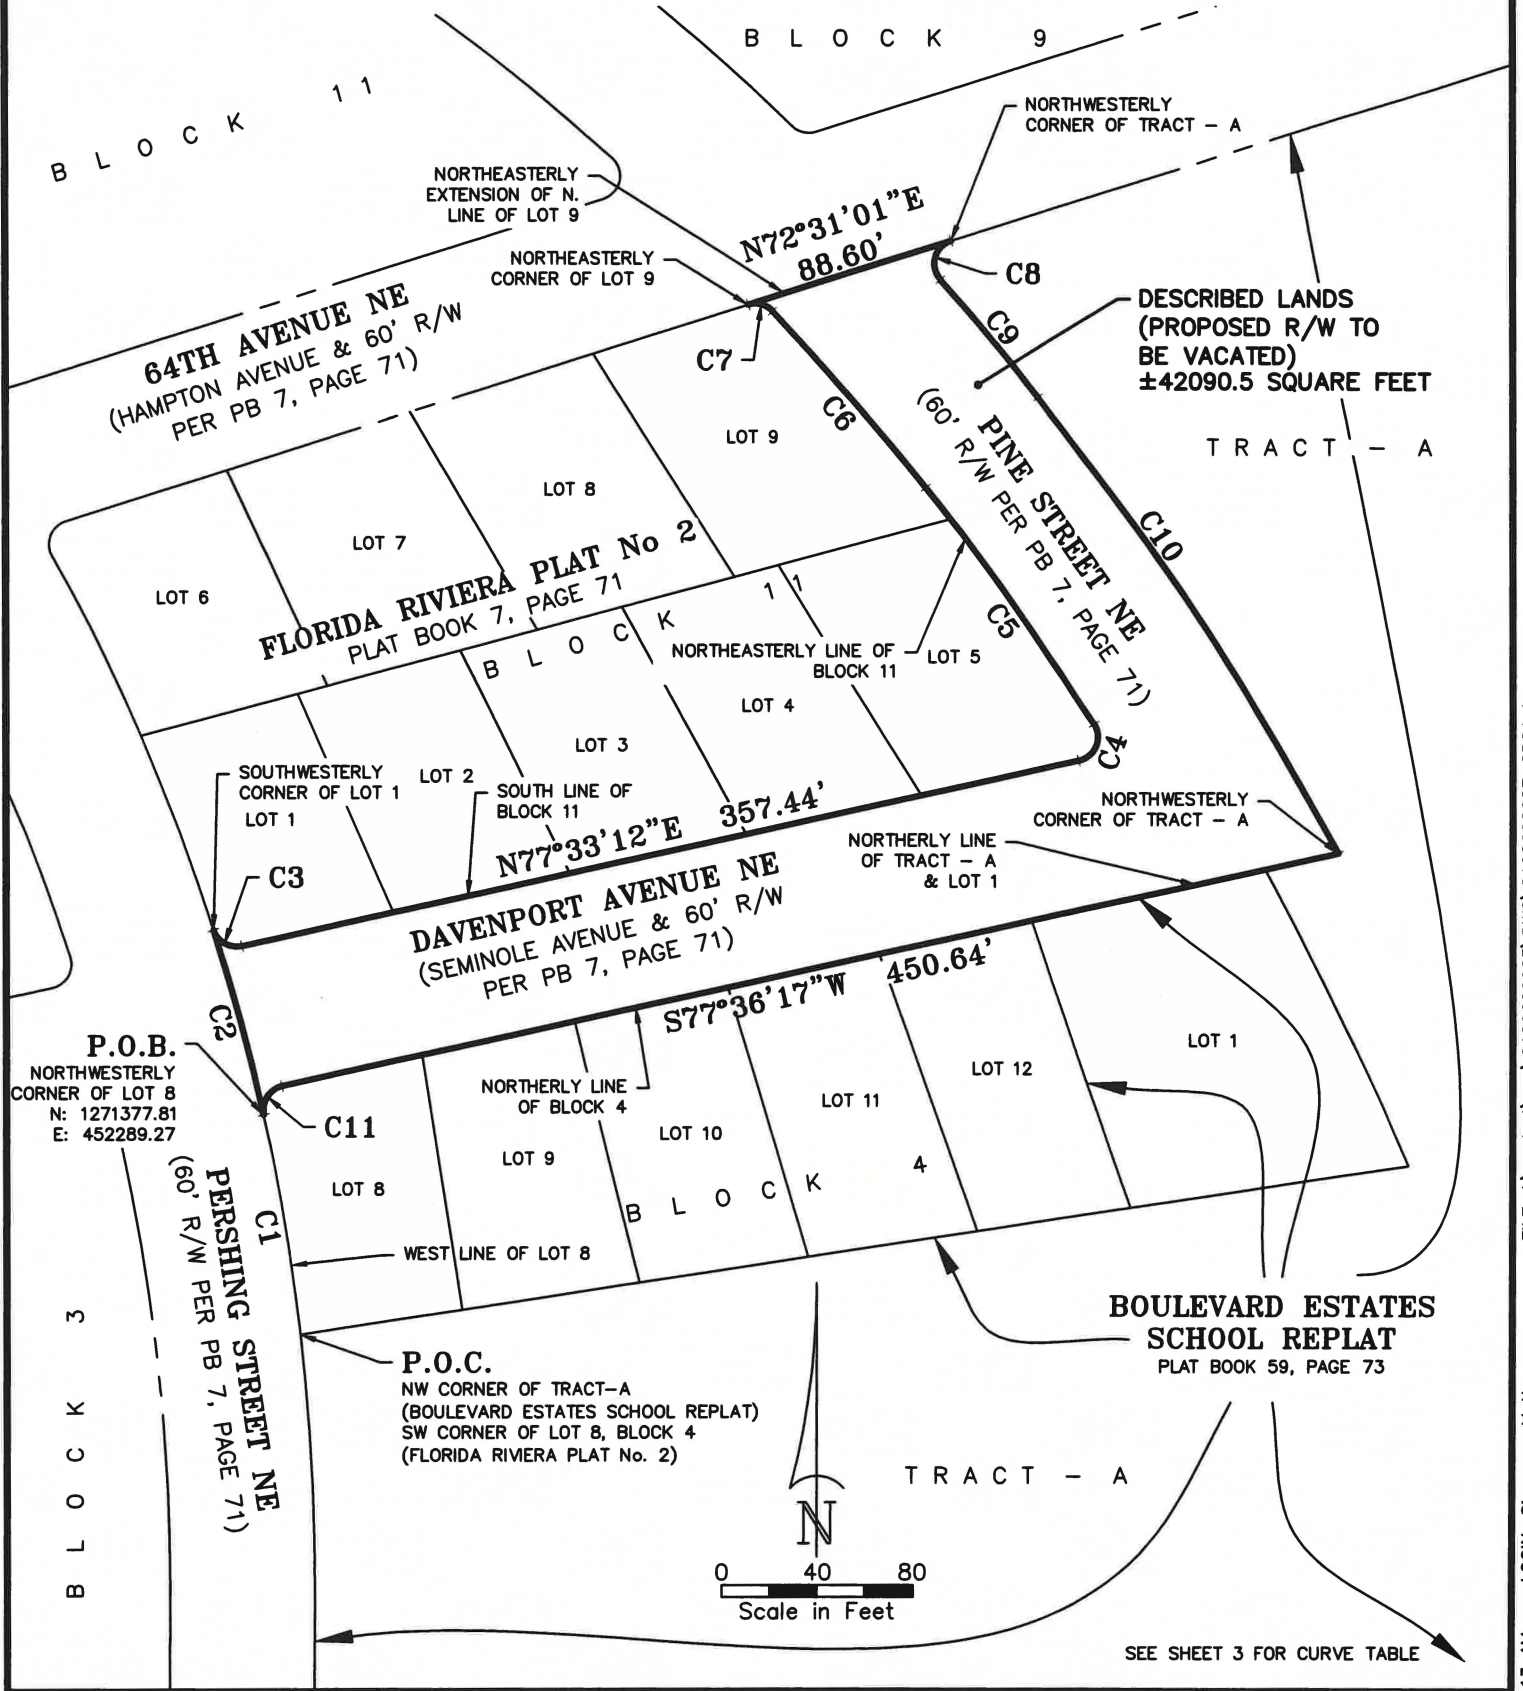 BLOCK 9
BLOCK 11
NORTHWESTERLY
CORNER OF TRACT – A
NORTHEASTERLY
EXTENSION OF N.
LINE OF LOT 9
N72°31'01"E
88.60'
NORTHEASTERLY
CORNER OF LOT 9
C8
C9
DESCRIBED LANDS
(PROPOSED R/W TO
BE VACATED)
±42090.5 SQUARE FEET
64TH AVENUE NE
(HAMPTON AVENUE & 60' R/W
PER PB 7, PAGE 71)
C7
C6
TRACT – A
PINE STREET NE
(60' R/W PER PB 7, PAGE 71)
C10
LOT 9
LOT 8
LOT 7
LOT 6
FLORIDA RIVIERA PLAT No 2
PLAT BOOK 7, PAGE 71
BLOCK 11
C5
NORTHEASTERLY LINE OF
BLOCK 11
LOT 5
LOT 4
LOT 3
LOT 2
LOT 1
SOUTHWESTERLY
CORNER OF LOT 1
SOUTH LINE OF
BLOCK 11
C4
N77°33'12"E 357.44'
NORTHWESTERLY
CORNER OF TRACT – A
NORTHERLY LINE
OF TRACT – A
& LOT 1
C3
DAVENPORT AVENUE NE
(SEMINOLE AVENUE & 60' R/W
PER PB 7, PAGE 71)
S77°36'17"W 450.64'
C2
P.O.B.
NORTHWESTERLY
CORNER OF LOT 8
N: 1271377.81
E: 452289.27
C11
NORTHERLY LINE
OF BLOCK 4
LOT 1
LOT 12
LOT 11
LOT 10
LOT 9
LOT 8
BLOCK 4
C1
WEST LINE OF LOT 8
PERSHING STREET NE
(60' R/W PER PB 7, PAGE 71)
BLOCK 3
BOULEVARD ESTATES
SCHOOL REPLAT
PLAT BOOK 59, PAGE 73
P.O.C.
NW CORNER OF TRACT–A
(BOULEVARD ESTATES SCHOOL REPLAT)
SW CORNER OF LOT 8, BLOCK 4
(FLORIDA RIVIERA PLAT No. 2)
TRACT – A
N
0 40 80
Scale in Feet
SEE SHEET 3 FOR CURVE TABLE